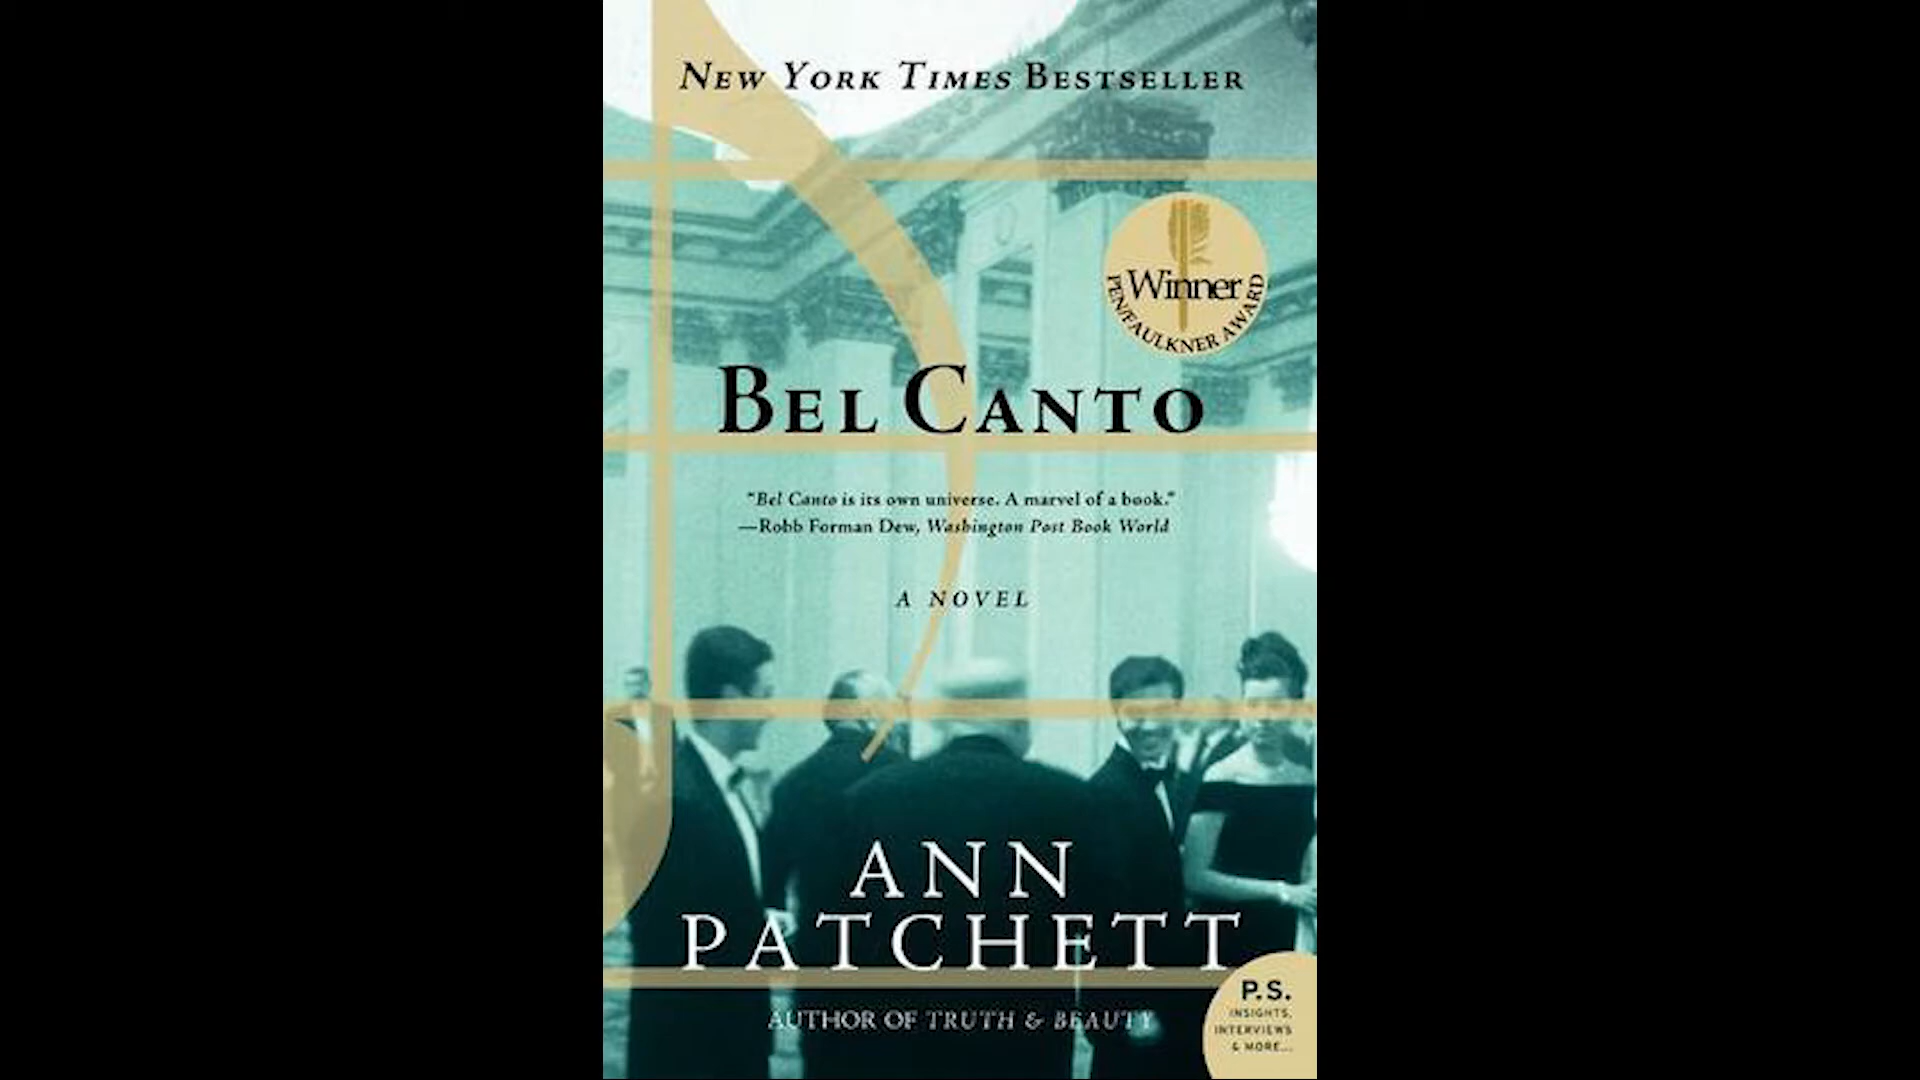 NEW YORK TIMES BESTSELLER
Winner
PEN/FAULKNER AWARD
BEL CANTO
“Bel Canto is its own universe. A marvel of a book.”
—Robb Forman Dew, Washington Post Book World
A NOVEL
ANN
PATCHETT
AUTHOR OF TRUTH & BEAUTY
P.S.
INSIGHTS,
INTERVIEWS
& MORE...